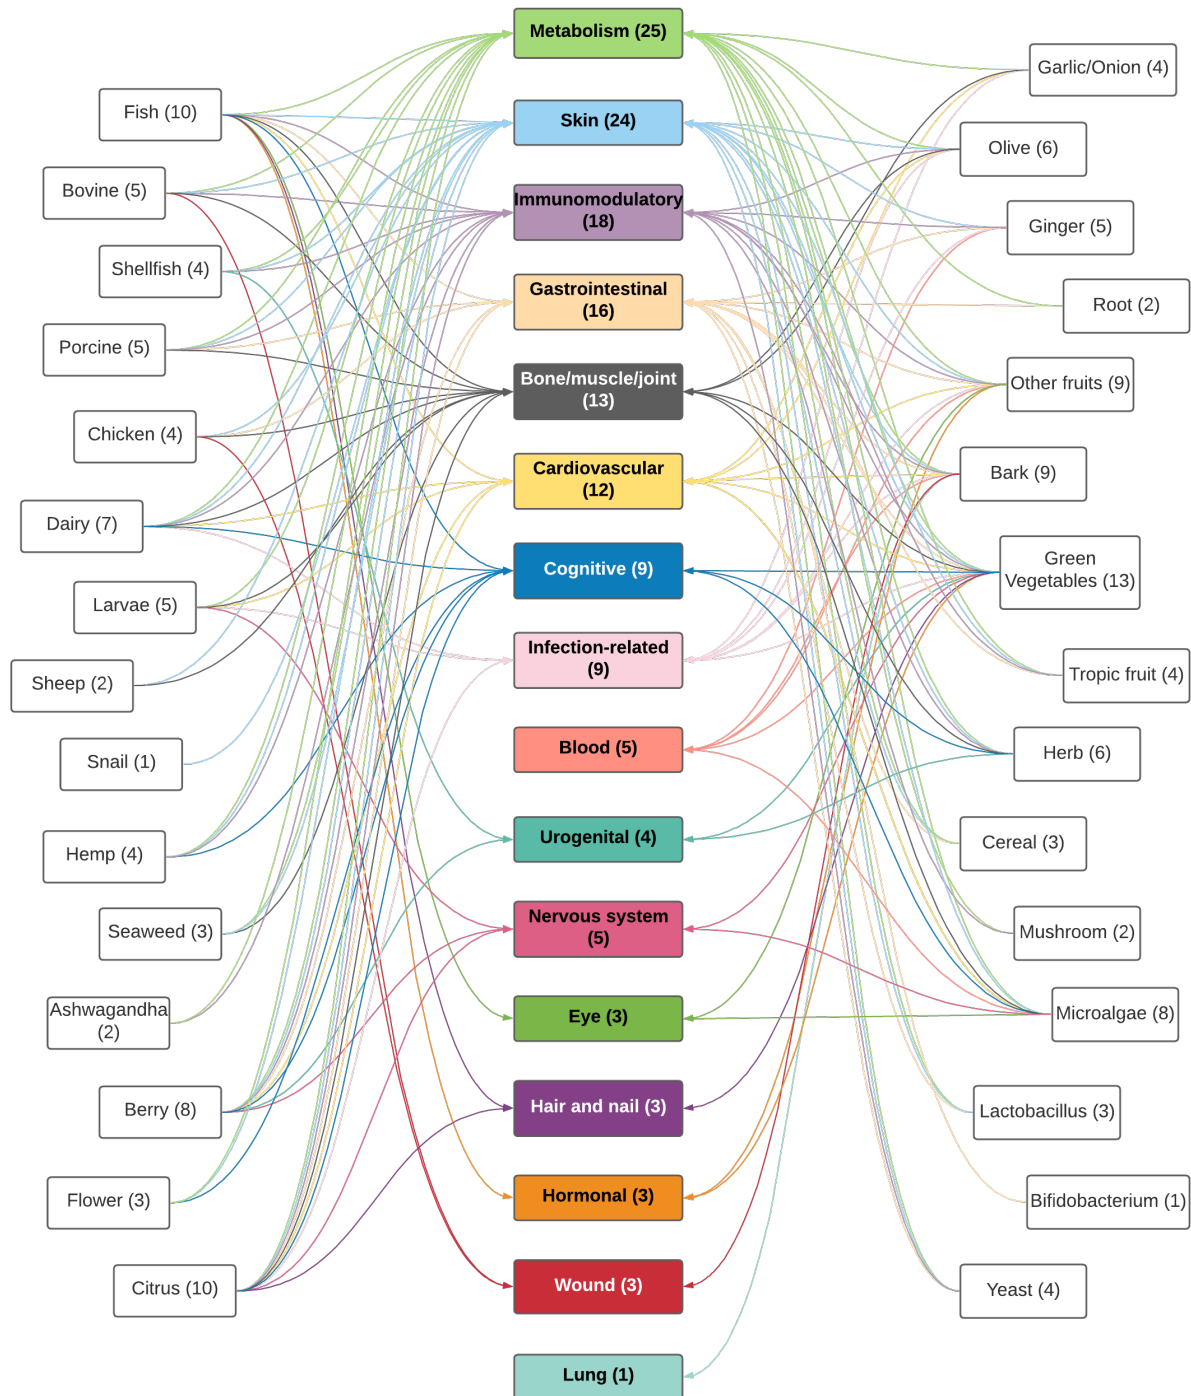 Metabolism (25)
Skin (24)
Immunomodulatory
(18)
Gastrointestinal
(16)
Bone/muscle/joint
(13)
Cardiovascular
(12)
Cognitive (9)
Infection-related
(9)
Blood (5)
Urogenital (4)
Nervous system
(5)
Eye (3)
Hair and nail (3)
Hormonal (3)
Wound (3)
Lung (1)
Fish (10)
Bovine (5)
Shellfish (4)
Porcine (5)
Chicken (4)
Dairy (7)
Larvae (5)
Sheep (2)
Snail (1)
Hemp (4)
Seaweed (3)
Ashwagandha
(2)
Berry (8)
Flower (3)
Citrus (10)
Garlic/Onion (4)
Olive (6)
Ginger (5)
Root (2)
Other fruits (9)
Bark (9)
Green
Vegetables (13)
Tropic fruit (4)
Herb (6)
Cereal (3)
Mushroom (2)
Microalgae (8)
Lactobacillus (3)
Bifidobacterium (1)
Yeast (4)